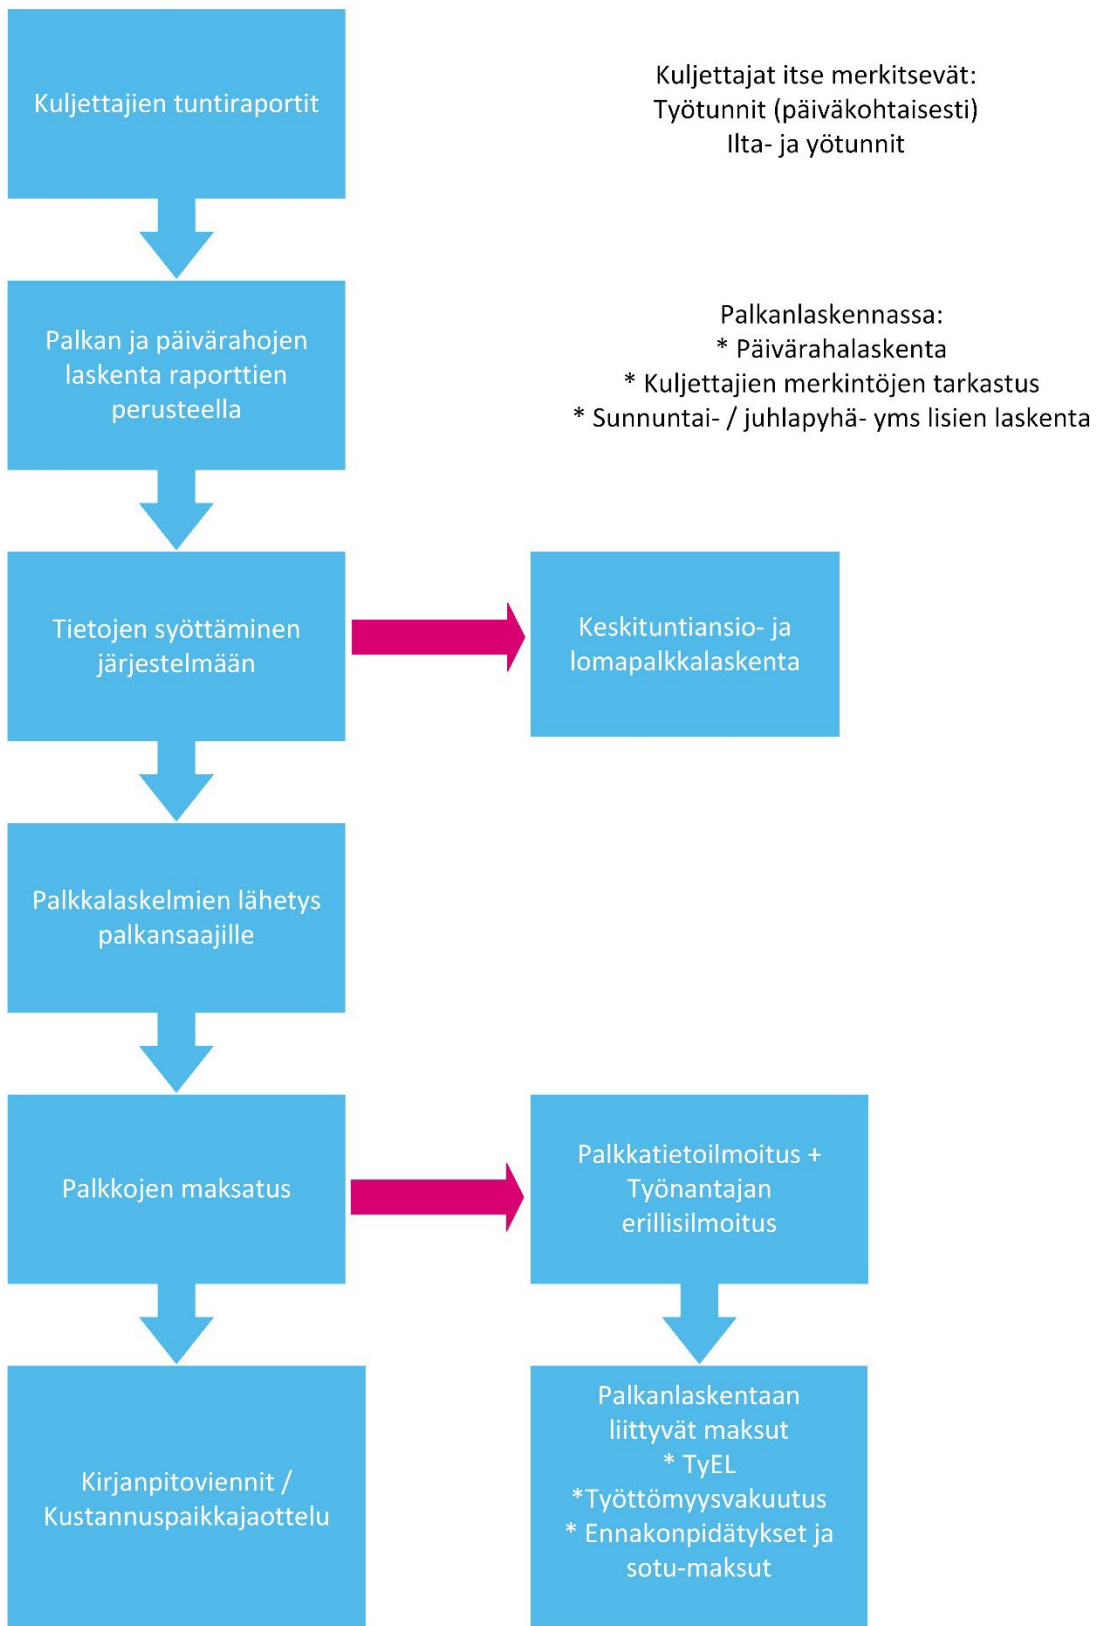 Kuljettajien tuntiraportit
Kuljettajat itse merkitsevät:
Työtunnit (päiväkohtaisesti)
Ilta- ja yötunnit
Palkan ja päivärahojen
laskenta raporttien
perusteella
Palkanlaskennassa:
* Päivärahalaskenta
* Kuljettajien merkintöjen tarkastus
* Sunnuntai- / juhlapyhä- yms lisien laskenta
Tietojen syöttäminen
järjestelmään
Keskituntiansio- ja
lomapalkkalaskenta
Palkkalaskelmien lähetys
palkansaajille
Palkkojen maksatus
Palkkatietoilmoitus +
Työnantajan
erillisilmoitus
Kirjanpitoviennit /
Kustannuspaikkajaottelu
Palkanlaskentaan
liittyvät maksut
* TyEL
*Työttömyysvakuutus
* Ennakonpidätykset ja
sotu-maksut